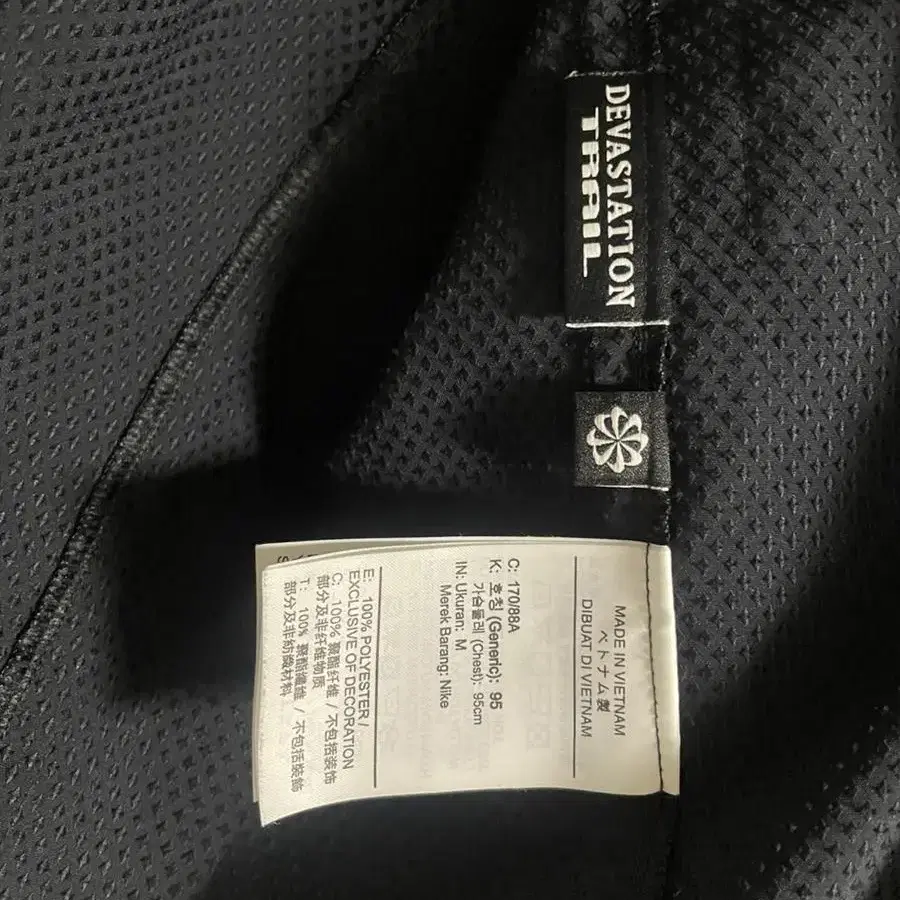 DEVASTATION
TRAIL
MADE IN VIETNAM
ベトナム製
DIBUAT DI VIETNAM
C: 170/88A
K: 호칭 (Generic): 95
가슴둘레 (Chest): 95cm
IN: Ukuran: M
Merek Barang: Nike
E: 100% POLYESTER /
EXCLUSIVE OF DECORATION
C: 100% 聚酯纤维 / 不包括装饰
部分及非纤维物质
T: 100% 聚酯纖維 / 不包括裝飾
部分及非紡織材料